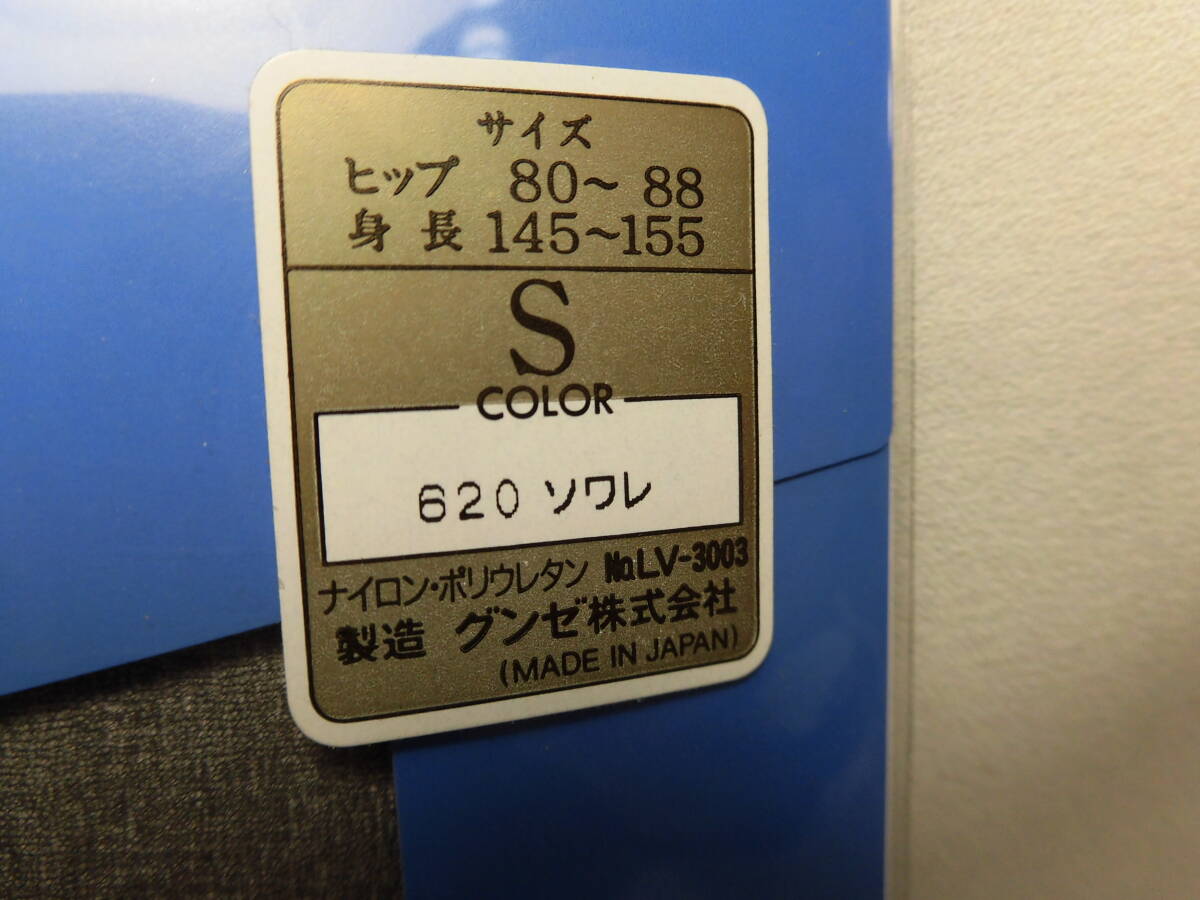 サイズ
ヒップ 80～88
身長 145～155
S
COLOR
620 ソワレ
ナイロン・ポリウレタン No.LV-3003
製造 グンゼ株式会社
(MADE IN JAPAN)